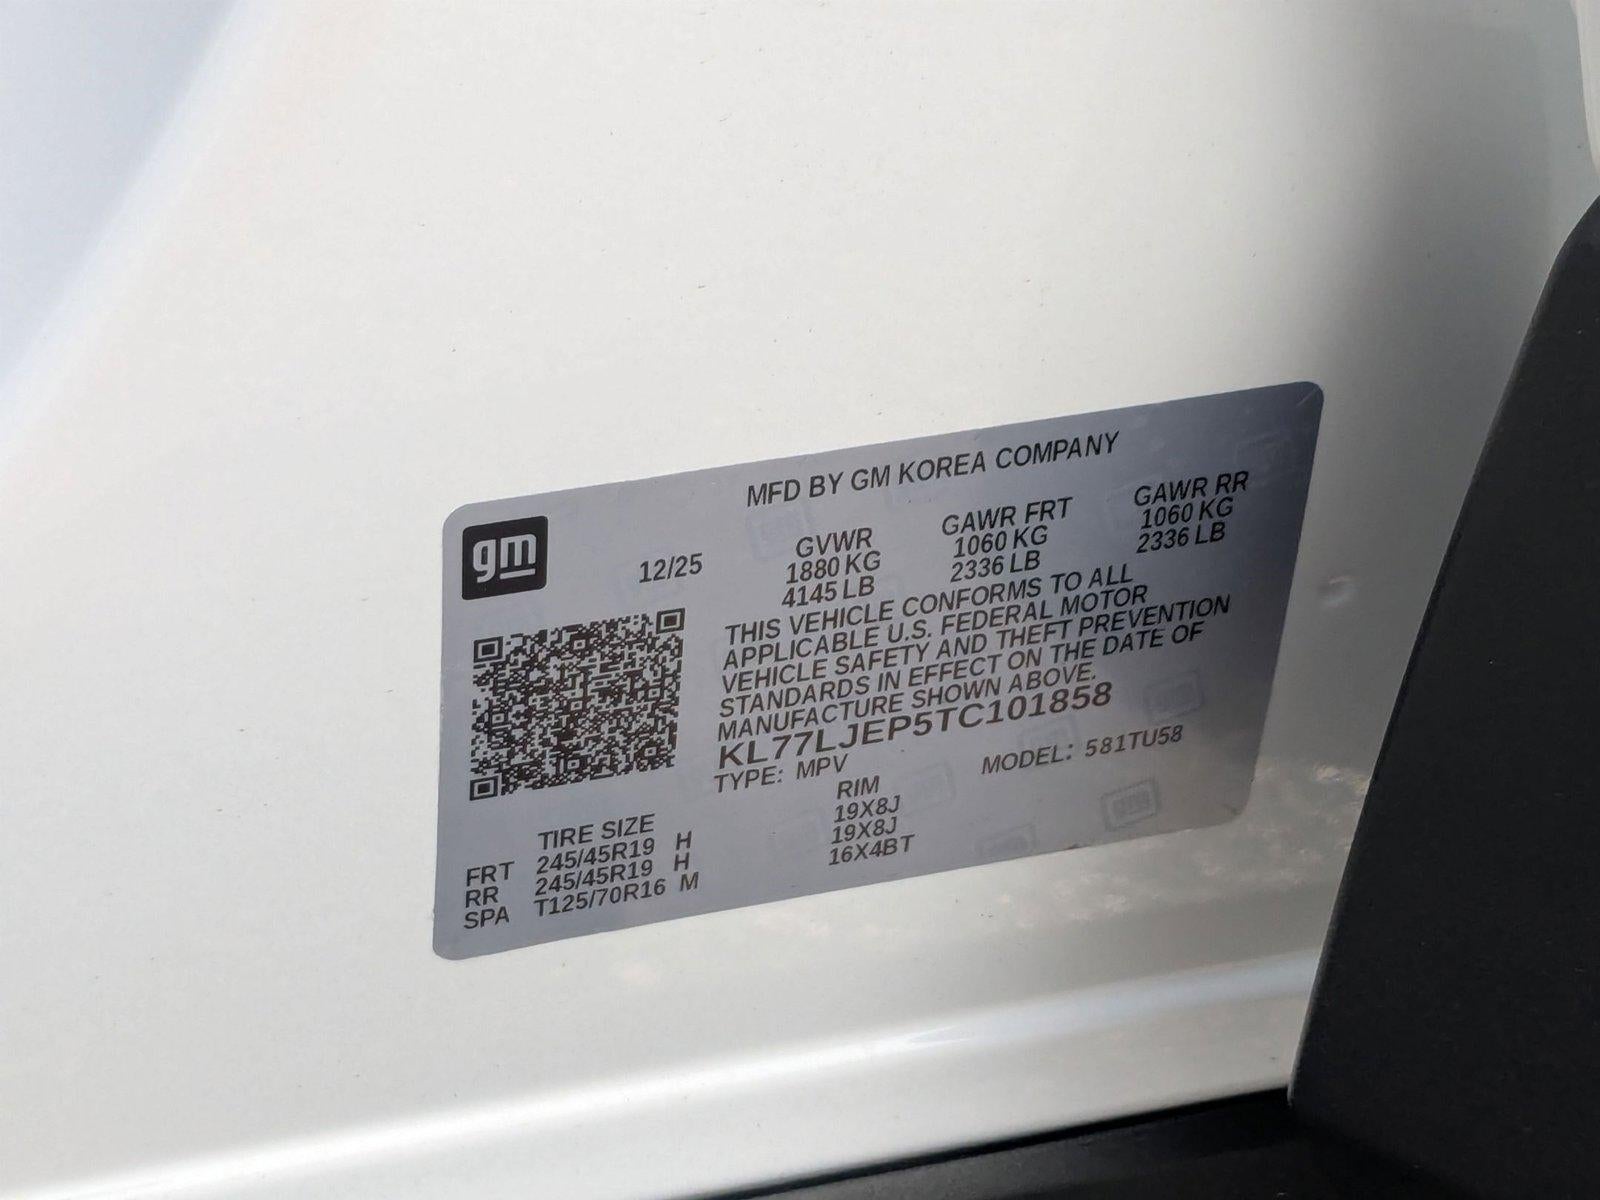 MFD BY GM KOREA COMPANY
gm
12/25
GVWR GAWR FRT GAWR RR
1880 KG 1060 KG 1060 KG
4145 LB 2336 LB 2336 LB
THIS VEHICLE CONFORMS TO ALL
APPLICABLE U.S. FEDERAL MOTOR
VEHICLE SAFETY AND THEFT PREVENTION
STANDARDS IN EFFECT ON THE DATE OF
MANUFACTURE SHOWN ABOVE.
KL77LJEP5TC101858
TYPE: MPV MODEL: 581TU58
TIRE SIZE RIM
FRT 245/45R19 H 19X8J
RR 245/45R19 H 19X8J
SPA T125/70R16 M 16X4BT